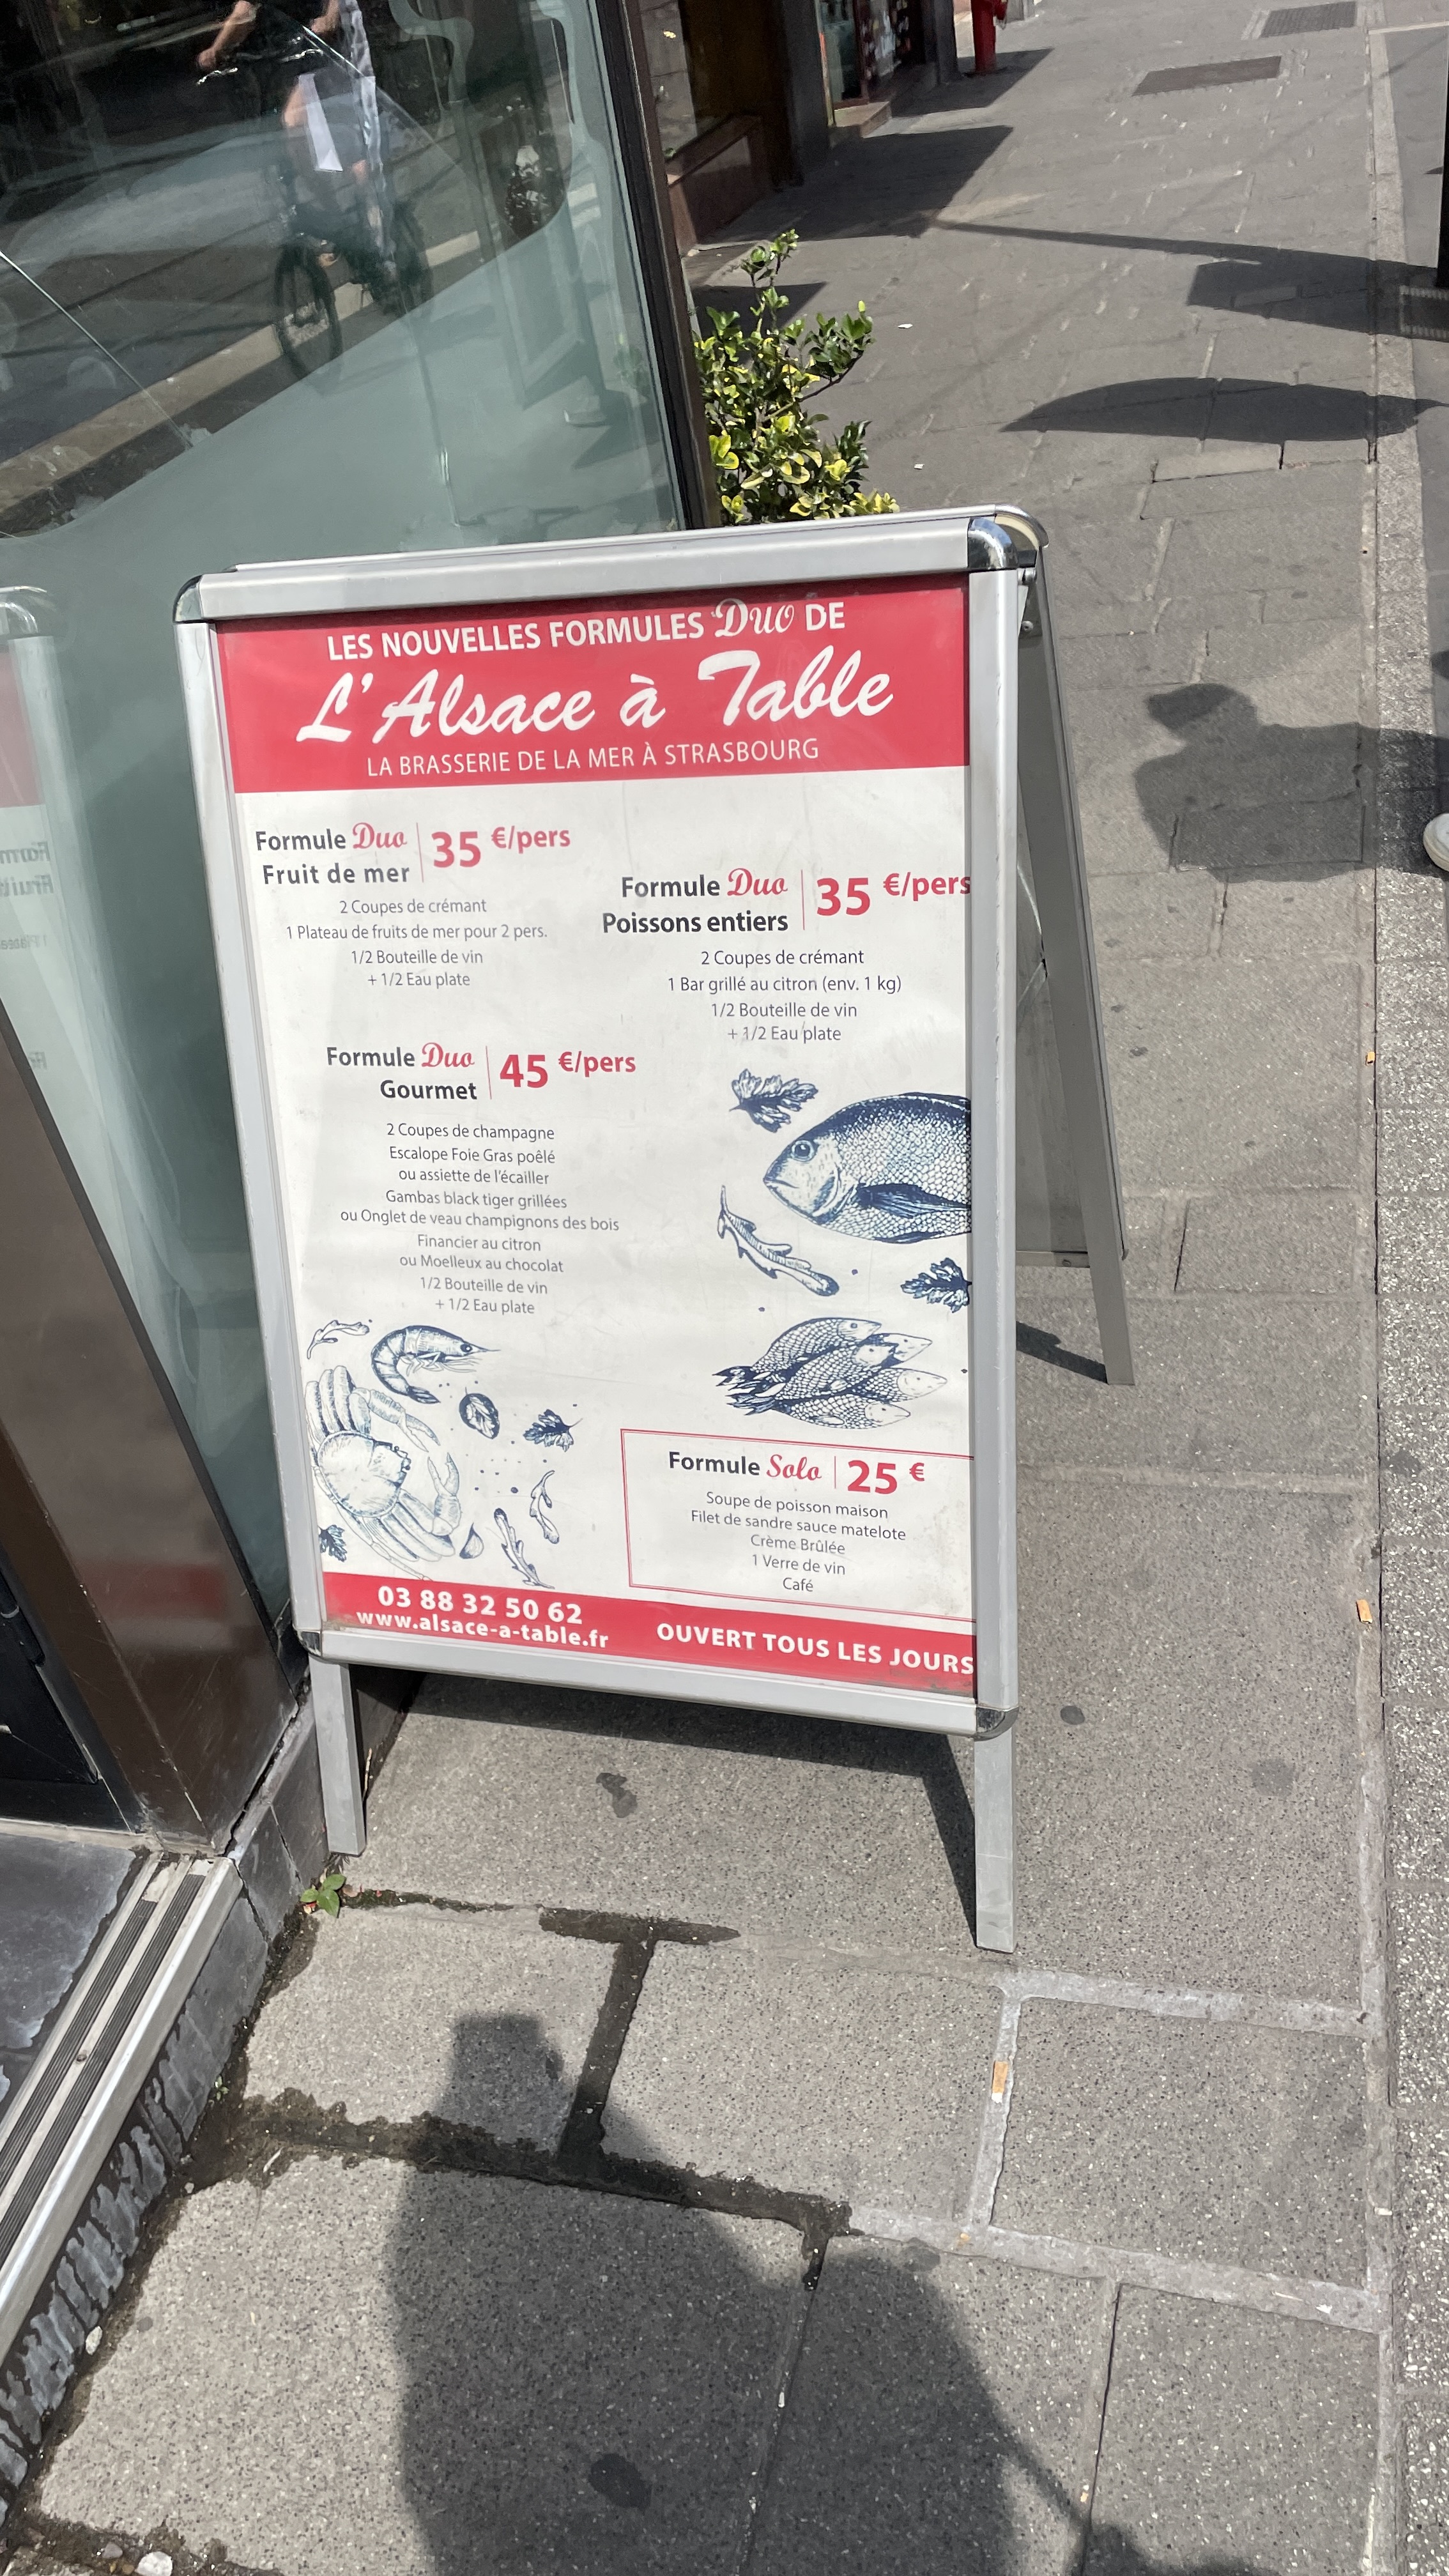 LES NOUVELLES FORMULES Duo DE
L'Alsace à Table
LA BRASSERIE DE LA MER À STRASBOURG
Formule Duo
Fruit de mer
35 €/pers
2 Coupes de crémant
1 Plateau de fruits de mer pour 2 pers.
1/2 Bouteille de vin
+ 1/2 Eau plate
Formule Duo
Poissons entiers
35 €/pers
2 Coupes de crémant
1 Bar grillé au citron (env. 1 kg)
1/2 Bouteille de vin
+ 1/2 Eau plate
Formule Duo
Gourmet
45 €/pers
2 Coupes de champagne
Escalope Foie Gras poêlé
ou assiette de l'écailler
Gambas black tiger grillées
ou Onglet de veau champignons des bois
Financier au citron
ou Moelleux au chocolat
1/2 Bouteille de vin
+ 1/2 Eau plate
Formule Solo
25 €
Soupe de poisson maison
Filet de sandre sauce matelote
Crème Brûlée
1 Verre de vin
Café
03 88 32 50 62
www.alsace-a-table.fr
OUVERT TOUS LES JOURS